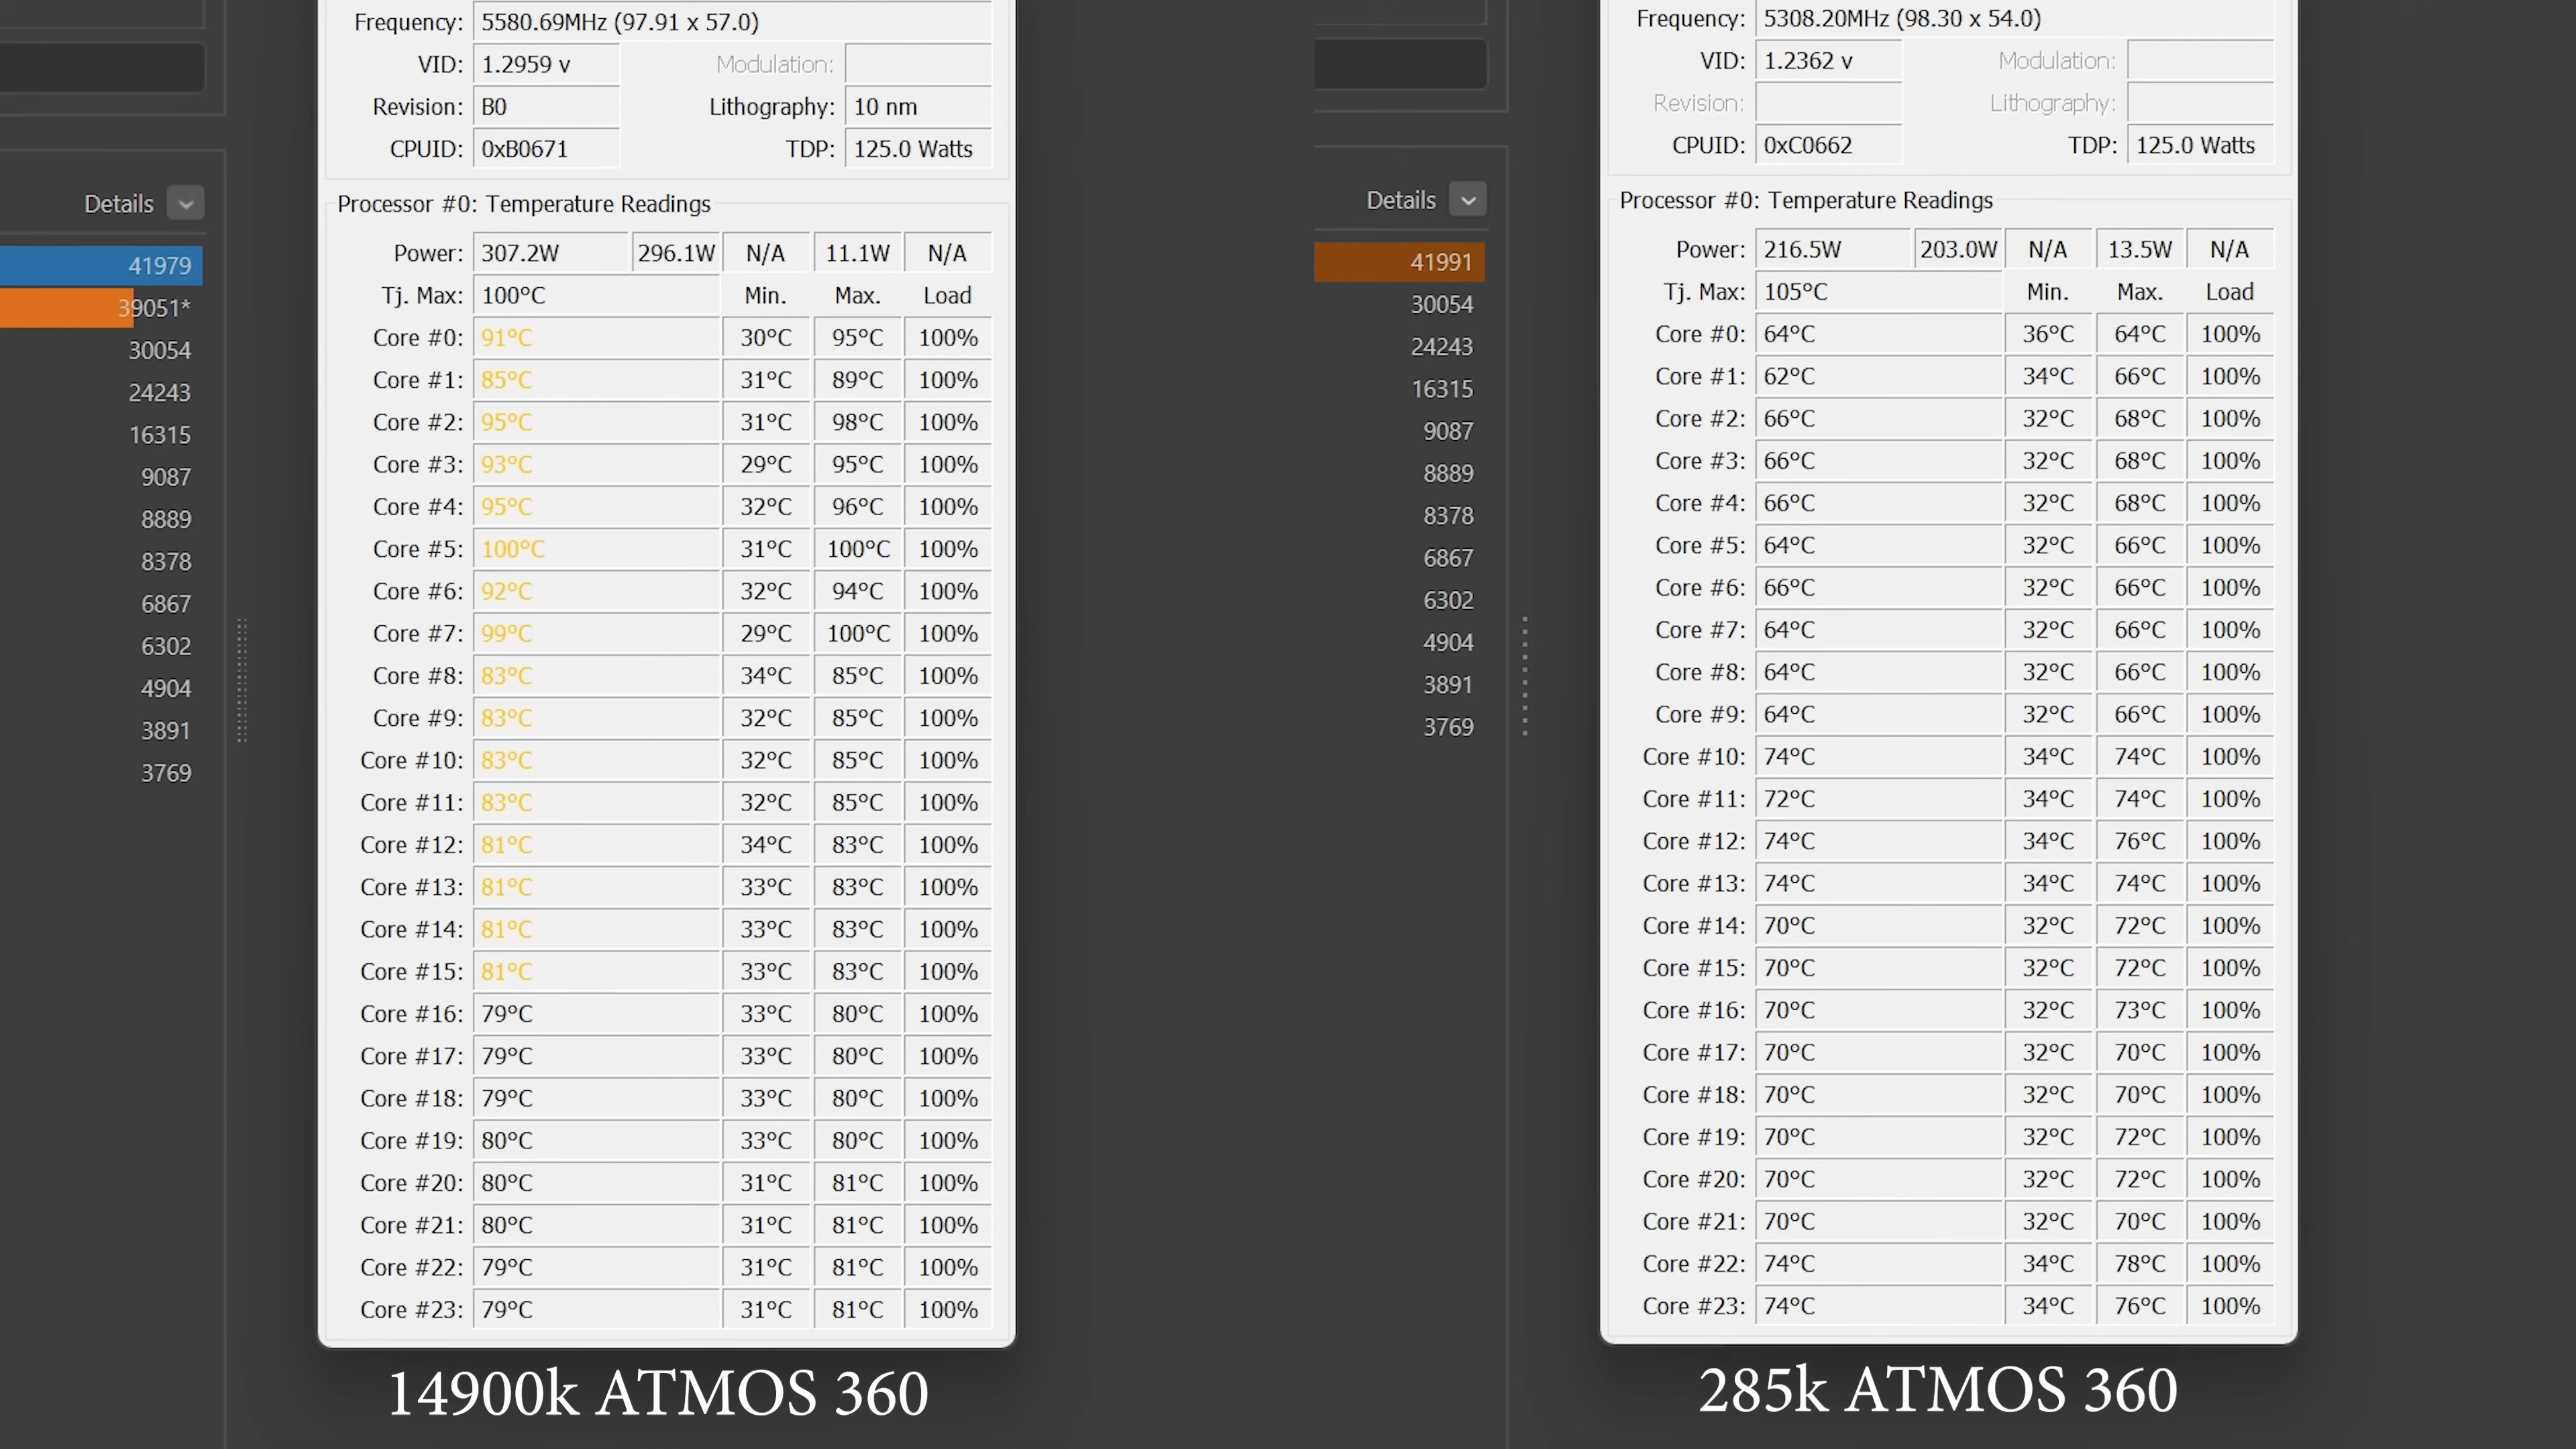 Frequency: 5580.69MHz (97.91 x 57.0)
VID: 1.2959 v Modulation:
Revision: B0 Lithography: 10 nm
CPUID: 0xB0671 TDP: 125.0 Watts
Processor #0: Temperature Readings
Power: 307.2W 296.1W N/A 11.1W N/A
Tj. Max: 100°C Min. Max. Load
Core #0: 91°C 30°C 95°C 100%
Core #1: 85°C 31°C 89°C 100%
Core #2: 95°C 31°C 98°C 100%
Core #3: 93°C 29°C 95°C 100%
Core #4: 95°C 32°C 96°C 100%
Core #5: 100°C 31°C 100°C 100%
Core #6: 92°C 32°C 94°C 100%
Core #7: 99°C 29°C 100°C 100%
Core #8: 83°C 34°C 85°C 100%
Core #9: 83°C 32°C 85°C 100%
Core #10: 83°C 32°C 85°C 100%
Core #11: 83°C 32°C 85°C 100%
Core #12: 81°C 34°C 83°C 100%
Core #13: 81°C 33°C 83°C 100%
Core #14: 81°C 33°C 83°C 100%
Core #15: 81°C 33°C 83°C 100%
Core #16: 79°C 33°C 80°C 100%
Core #17: 79°C 33°C 80°C 100%
Core #18: 79°C 33°C 80°C 100%
Core #19: 80°C 33°C 80°C 100%
Core #20: 80°C 31°C 81°C 100%
Core #21: 80°C 31°C 81°C 100%
Core #22: 79°C 31°C 81°C 100%
Core #23: 79°C 31°C 81°C 100%
14900k ATMOS 360
Details
41979
39051*
30054
24243
16315
9087
8889
8378
6867
6302
4904
3891
3769
Details
41991
30054
24243
16315
9087
8889
8378
6867
6302
4904
3891
3769
Frequency: 5308.20MHz (98.30 x 54.0)
VID: 1.2362 v Modulation:
Revision: Lithography:
CPUID: 0xC0662 TDP: 125.0 Watts
Processor #0: Temperature Readings
Power: 216.5W 203.0W N/A 13.5W N/A
Tj. Max: 105°C Min. Max. Load
Core #0: 64°C 36°C 64°C 100%
Core #1: 62°C 34°C 66°C 100%
Core #2: 66°C 32°C 68°C 100%
Core #3: 66°C 32°C 68°C 100%
Core #4: 66°C 32°C 68°C 100%
Core #5: 64°C 32°C 66°C 100%
Core #6: 66°C 32°C 66°C 100%
Core #7: 64°C 32°C 66°C 100%
Core #8: 64°C 32°C 66°C 100%
Core #9: 64°C 32°C 66°C 100%
Core #10: 74°C 34°C 74°C 100%
Core #11: 72°C 34°C 74°C 100%
Core #12: 74°C 34°C 76°C 100%
Core #13: 74°C 34°C 74°C 100%
Core #14: 70°C 32°C 72°C 100%
Core #15: 70°C 32°C 72°C 100%
Core #16: 70°C 32°C 73°C 100%
Core #17: 70°C 32°C 70°C 100%
Core #18: 70°C 32°C 70°C 100%
Core #19: 70°C 32°C 72°C 100%
Core #20: 70°C 32°C 72°C 100%
Core #21: 70°C 32°C 70°C 100%
Core #22: 74°C 34°C 78°C 100%
Core #23: 74°C 34°C 76°C 100%
285k ATMOS 360